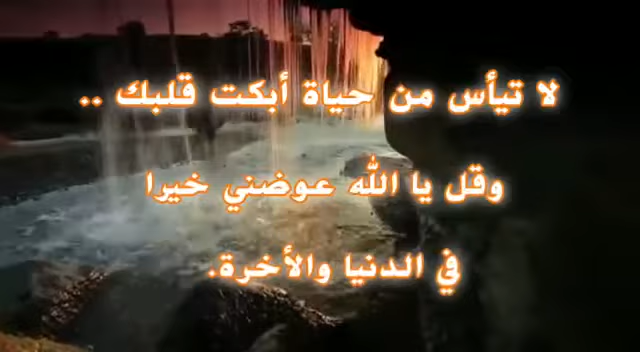 لا تيأس من حياة أبكت قلبك ..
وقل يا الله عوضني خيرا
في الدنيا والأخرة.